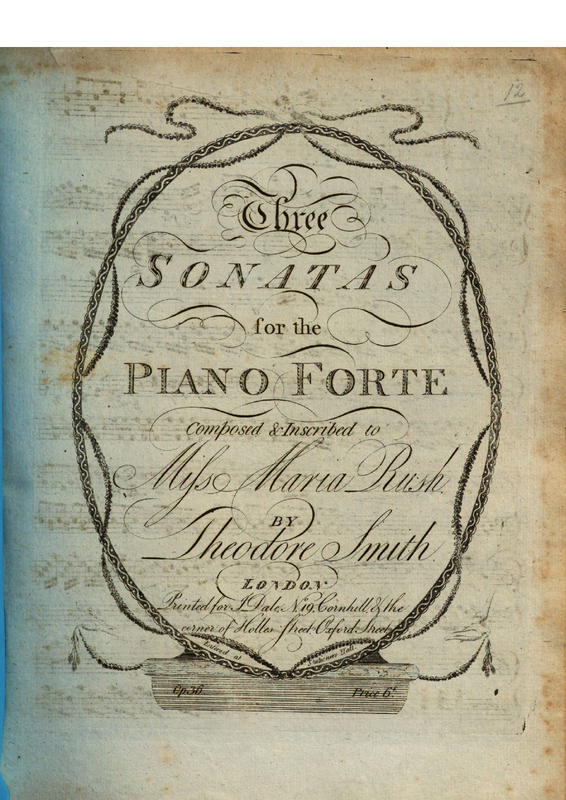 12
Three
SONATAS
for the
PIANO FORTE
Composed & Inscribed to
Miſs Maria Rush.
BY
Theodore Smith.
LONDON
Printed for J. Dale, No. 19, Cornhill, & the
corner of Holles Street Oxford Street
Entered at Stationers Hall
Op. 36
Price 6s